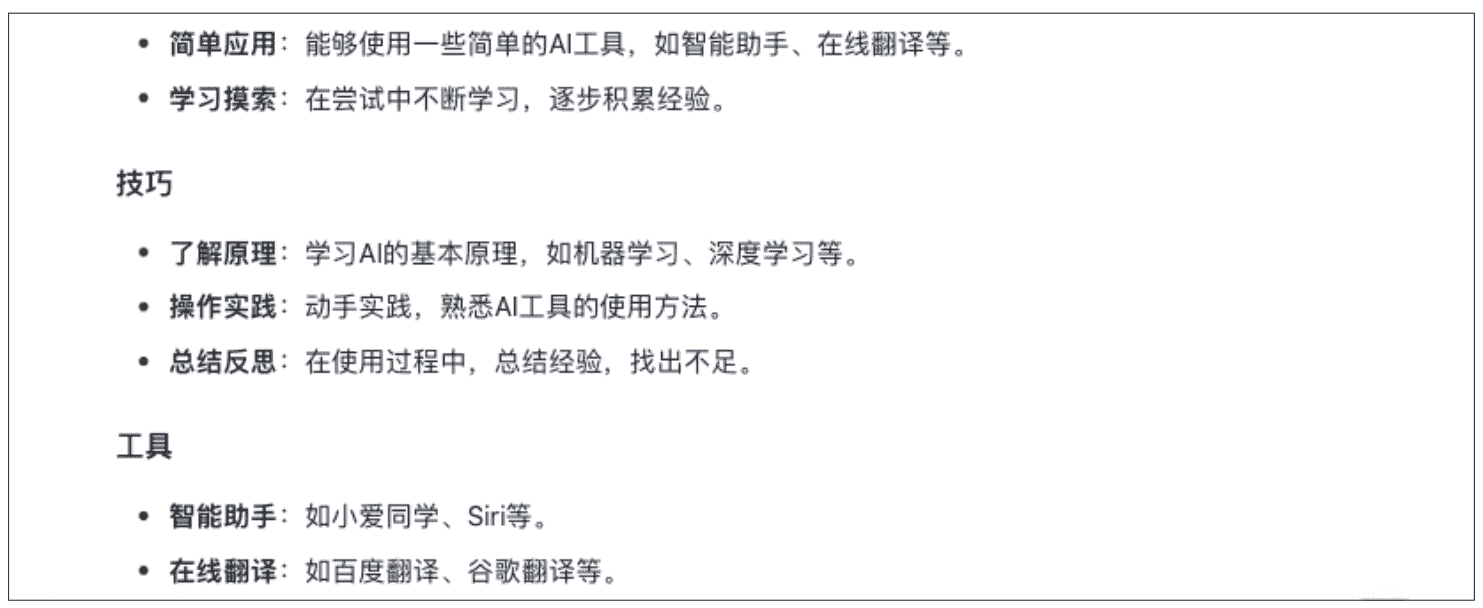 • 简单应用：能够使用一些简单的AI工具，如智能助手、在线翻译等。
• 学习摸索：在尝试中不断学习，逐步积累经验。
技巧
• 了解原理：学习AI的基本原理，如机器学习、深度学习等。
• 操作实践：动手实践，熟悉AI工具的使用方法。
• 总结反思：在使用过程中，总结经验，找出不足。
工具
• 智能助手：如小爱同学、Siri等。
• 在线翻译：如百度翻译、谷歌翻译等。